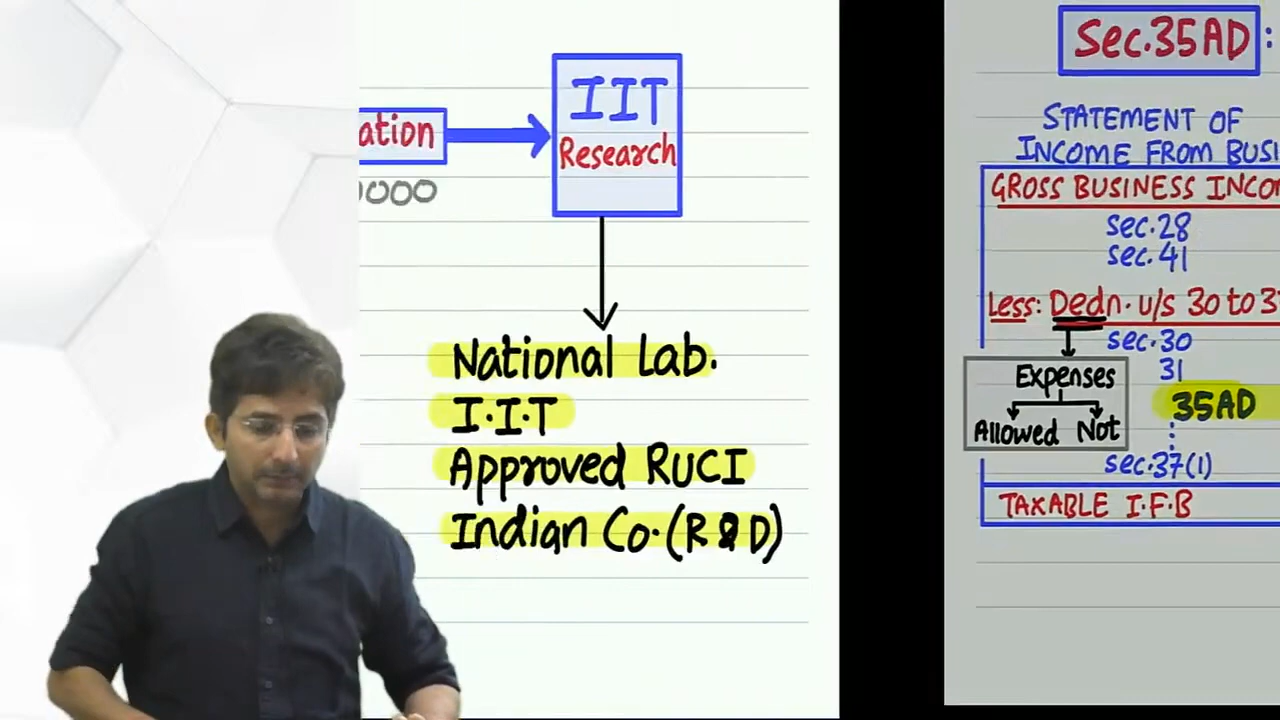 ation
0000
IIT
Research
National Lab.
I.I.T
Approved RUCI
Indian Co.(R&D)
Sec.35AD :
STATEMENT OF
INCOME FROM BUSI
GROSS BUSINESS INCO
sec.28
sec.41
Less: Dedn. u/s 30 to 3
sec.30
31
Expenses
35AD
Allowed Not
sec.37(1)
TAXABLE I.F.B